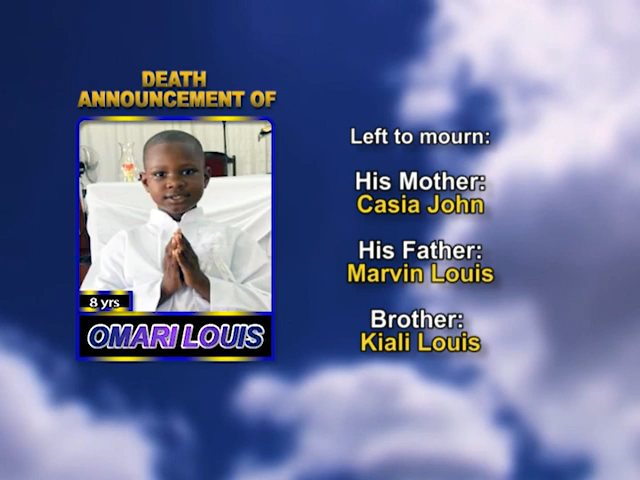 DEATH
ANNOUNCEMENT OF
8 yrs
OMARI LOUIS
Left to mourn:
His Mother:
Casia John
His Father:
Marvin Louis
Brother:
Kiali Louis